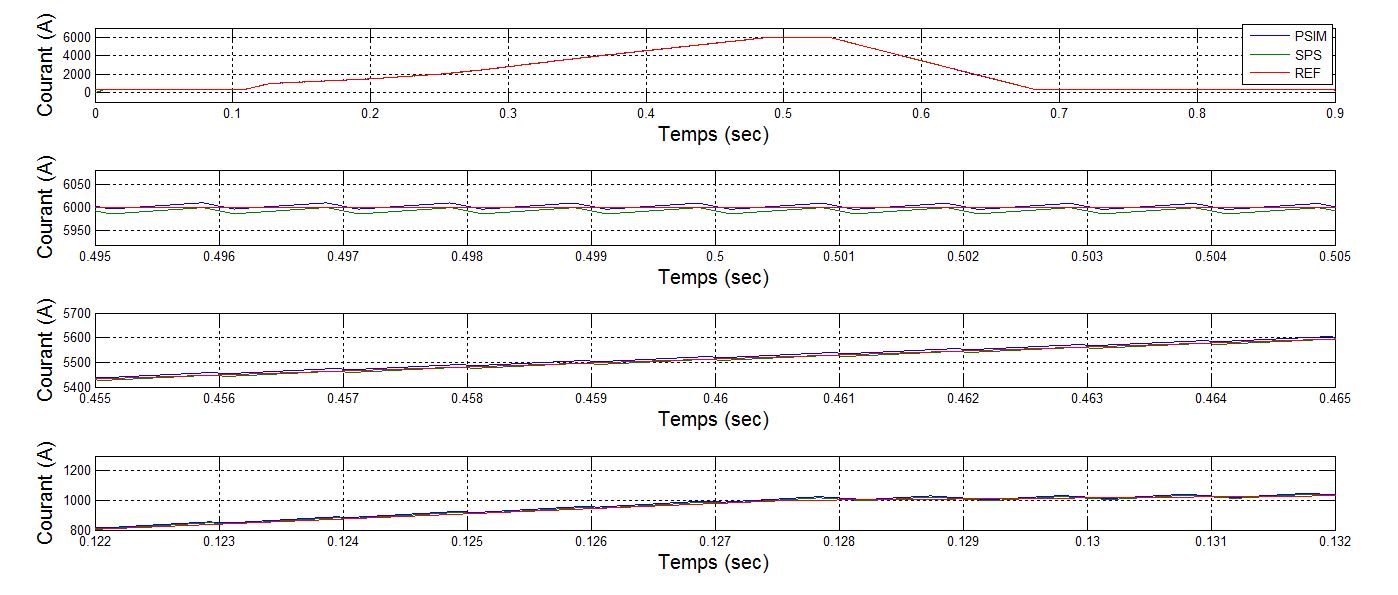 Courant (A)
6000
4000
2000
0
PSIM
SPS
REF
0 0.1 0.2 0.3 0.4 0.5 0.6 0.7 0.8 0.9
Temps (sec)
Courant (A)
6050
6000
5950
0.495 0.496 0.497 0.498 0.499 0.5 0.501 0.502 0.503 0.504 0.505
Temps (sec)
Courant (A)
5700
5600
5500
5400
0.455 0.456 0.457 0.458 0.459 0.46 0.461 0.462 0.463 0.464 0.465
Temps (sec)
Courant (A)
1200
1000
800
0.122 0.123 0.124 0.125 0.126 0.127 0.128 0.129 0.13 0.131 0.132
Temps (sec)